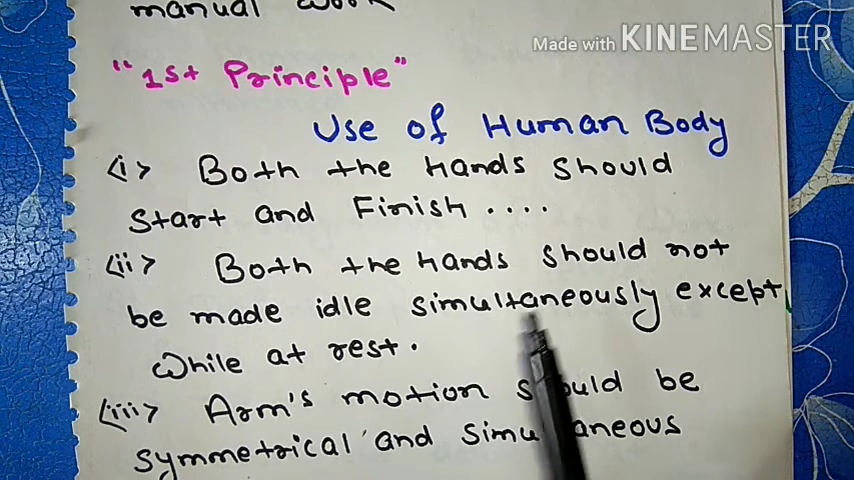 manual work
Made with KINEMASTER
"1st Principle"
Use of Human Body
<i> Both the hands should
start and Finish ....
<ii> Both the hands should not
be made idle simultaneously except
while at rest.
<iii> Arm's motion should be
symmetrical and simultaneous